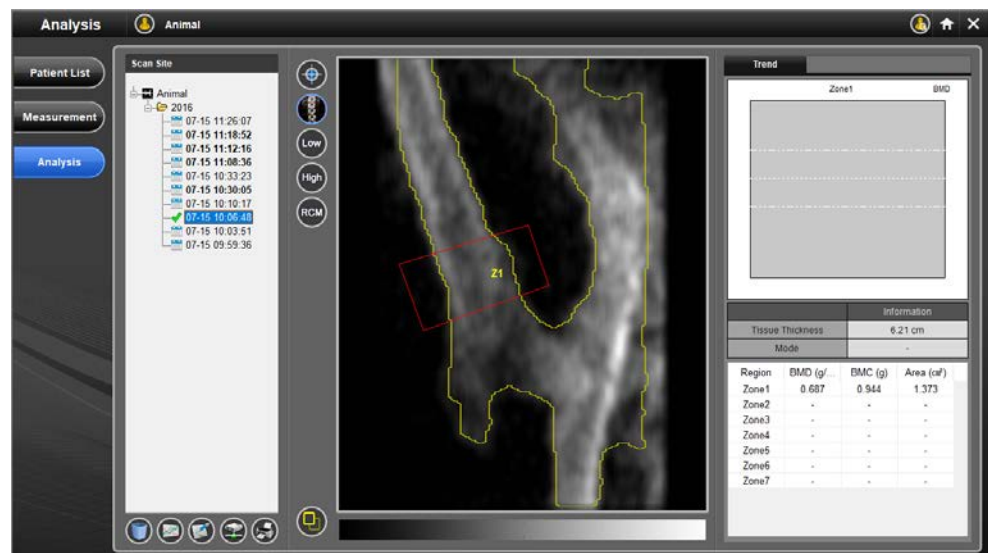 Analysis Animal
Patient List
Measurement
Analysis
Scan Site
Animal
2016
07-15 11:26:07
07-15 11:18:52
07-15 11:12:16
07-15 11:08:36
07-15 10:33:23
07-15 10:30:05
07-15 10:10:17
07-15 10:06:48
07-15 10:03:51
07-15 09:59:36
Low
High
RCM
Z1
Trend
Zone1 BMD
Information
Tissue Thickness 6.21 cm
Mode -
Region BMD (g/... BMC (g) Area (㎠)
Zone1 0.687 0.944 1.373
Zone2 - - -
Zone3 - - -
Zone4 - - -
Zone5 - - -
Zone6 - - -
Zone7 - - -